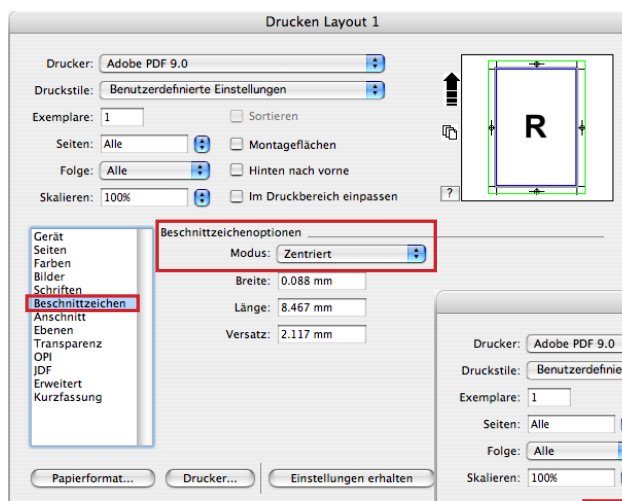 Drucken Layout 1
Drucker: Adobe PDF 9.0
Druckstile: Benutzerdefinierte Einstellungen
Exemplare: 1 Sortieren
Seiten: Alle Montageflächen
Folge: Alle Hinten nach vorne
Skalieren: 100% Im Druckbereich einpassen
R
?
Gerät
Seiten
Farben
Bilder
Schriften
Beschnittzeichen
Anschnitt
Ebenen
Transparenz
OPI
JDF
Erweitert
Kurzfassung
Beschnittzeichenoptionen
Modus: Zentriert
Breite: 0.088 mm
Länge: 8.467 mm
Versatz: 2.117 mm
Papierformat... Drucker... Einstellungen erhalten
Drucker: Adobe PDF 9.0
Druckstile: Benutzerdefinie
Exemplare: 1
Seiten: Alle
Folge: Alle
Skalieren: 100%